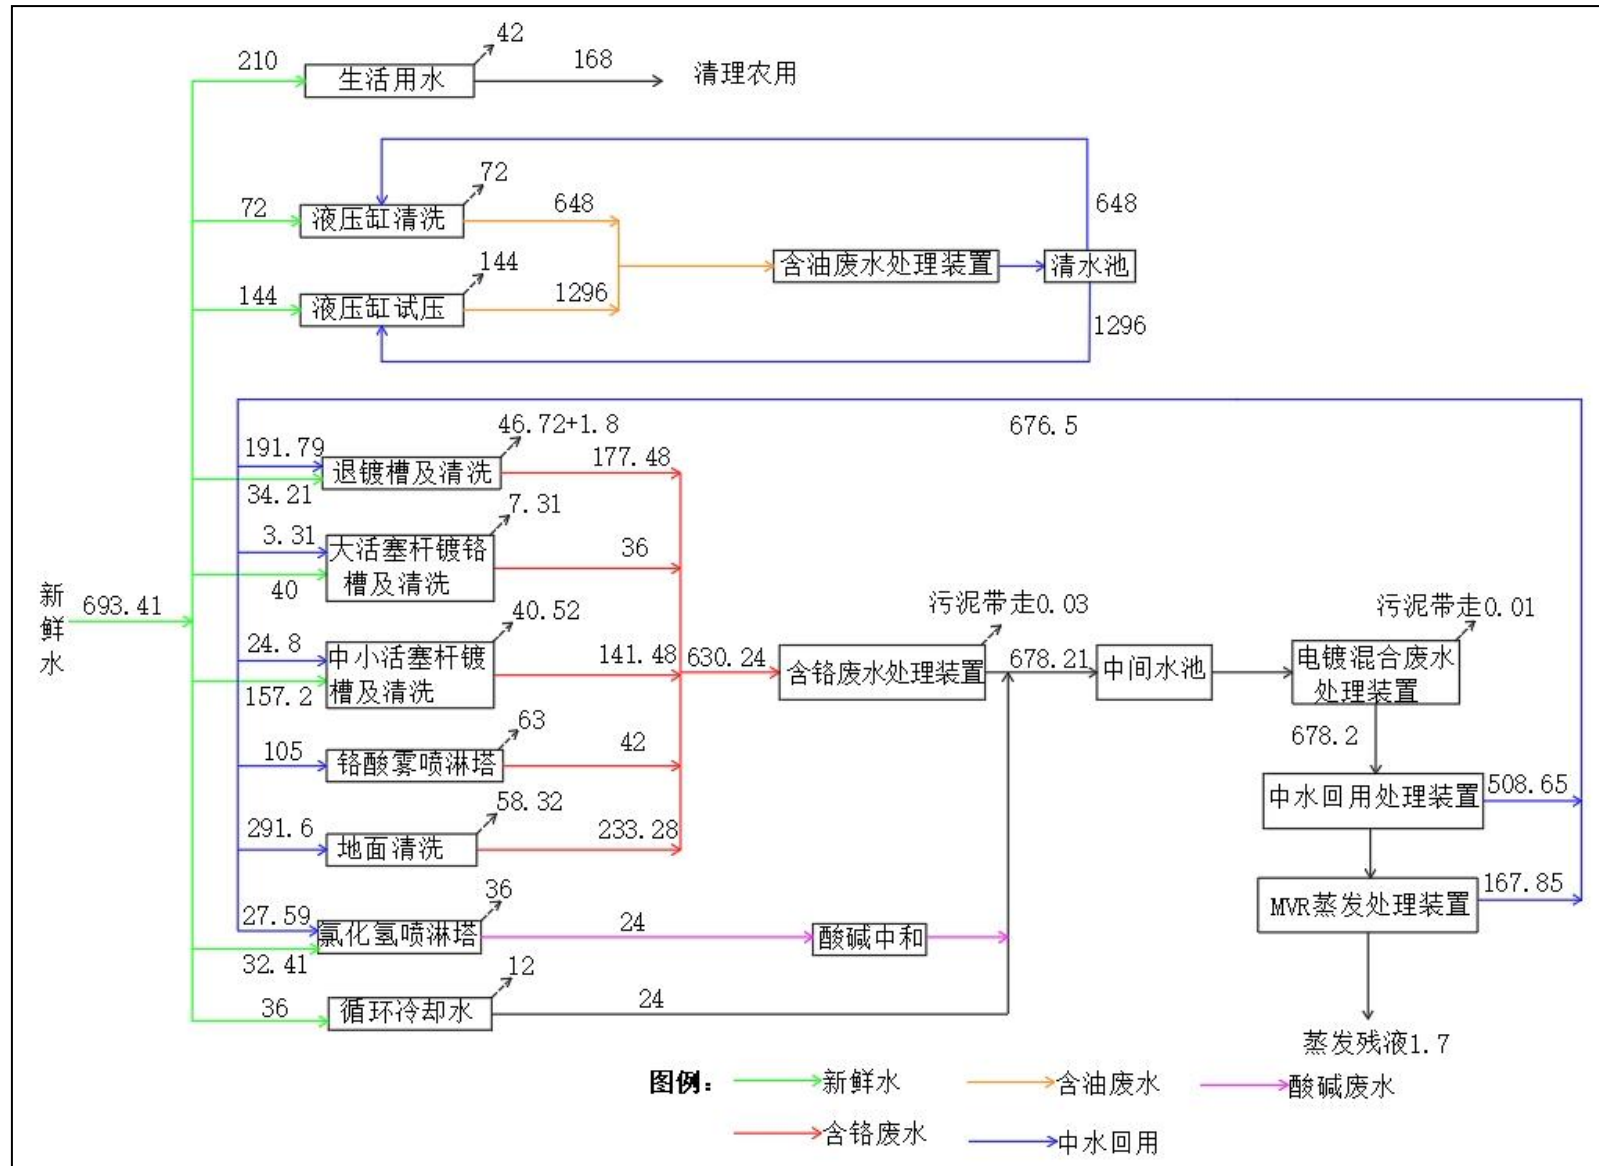 210
42
生活用水
168
清理农用
72
72
液压缸清洗
648
648
含油废水处理装置
清水池
144
144
液压缸试压
1296
1296
676.5
191.79
46.72+1.8
退镀槽及清洗
177.48
34.21
3.31
7.31
大活塞杆镀铬
槽及清洗
36
40
新
鲜
水
693.41
24.8
40.52
中小活塞杆镀
槽及清洗
141.48
157.2
630.24
污泥带走0.03
含铬废水处理装置
678.21
中间水池
污泥带走0.01
电镀混合废水
处理装置
678.2
105
63
铬酸雾喷淋塔
42
中水回用处理装置
508.65
291.6
58.32
地面清洗
233.28
MVR蒸发处理装置
167.85
27.59
36
氯化氢喷淋塔
24
酸碱中和
32.41
36
12
循环冷却水
24
蒸发残液1.7
图例：
新鲜水
含油废水
酸碱废水
含铬废水
中水回用